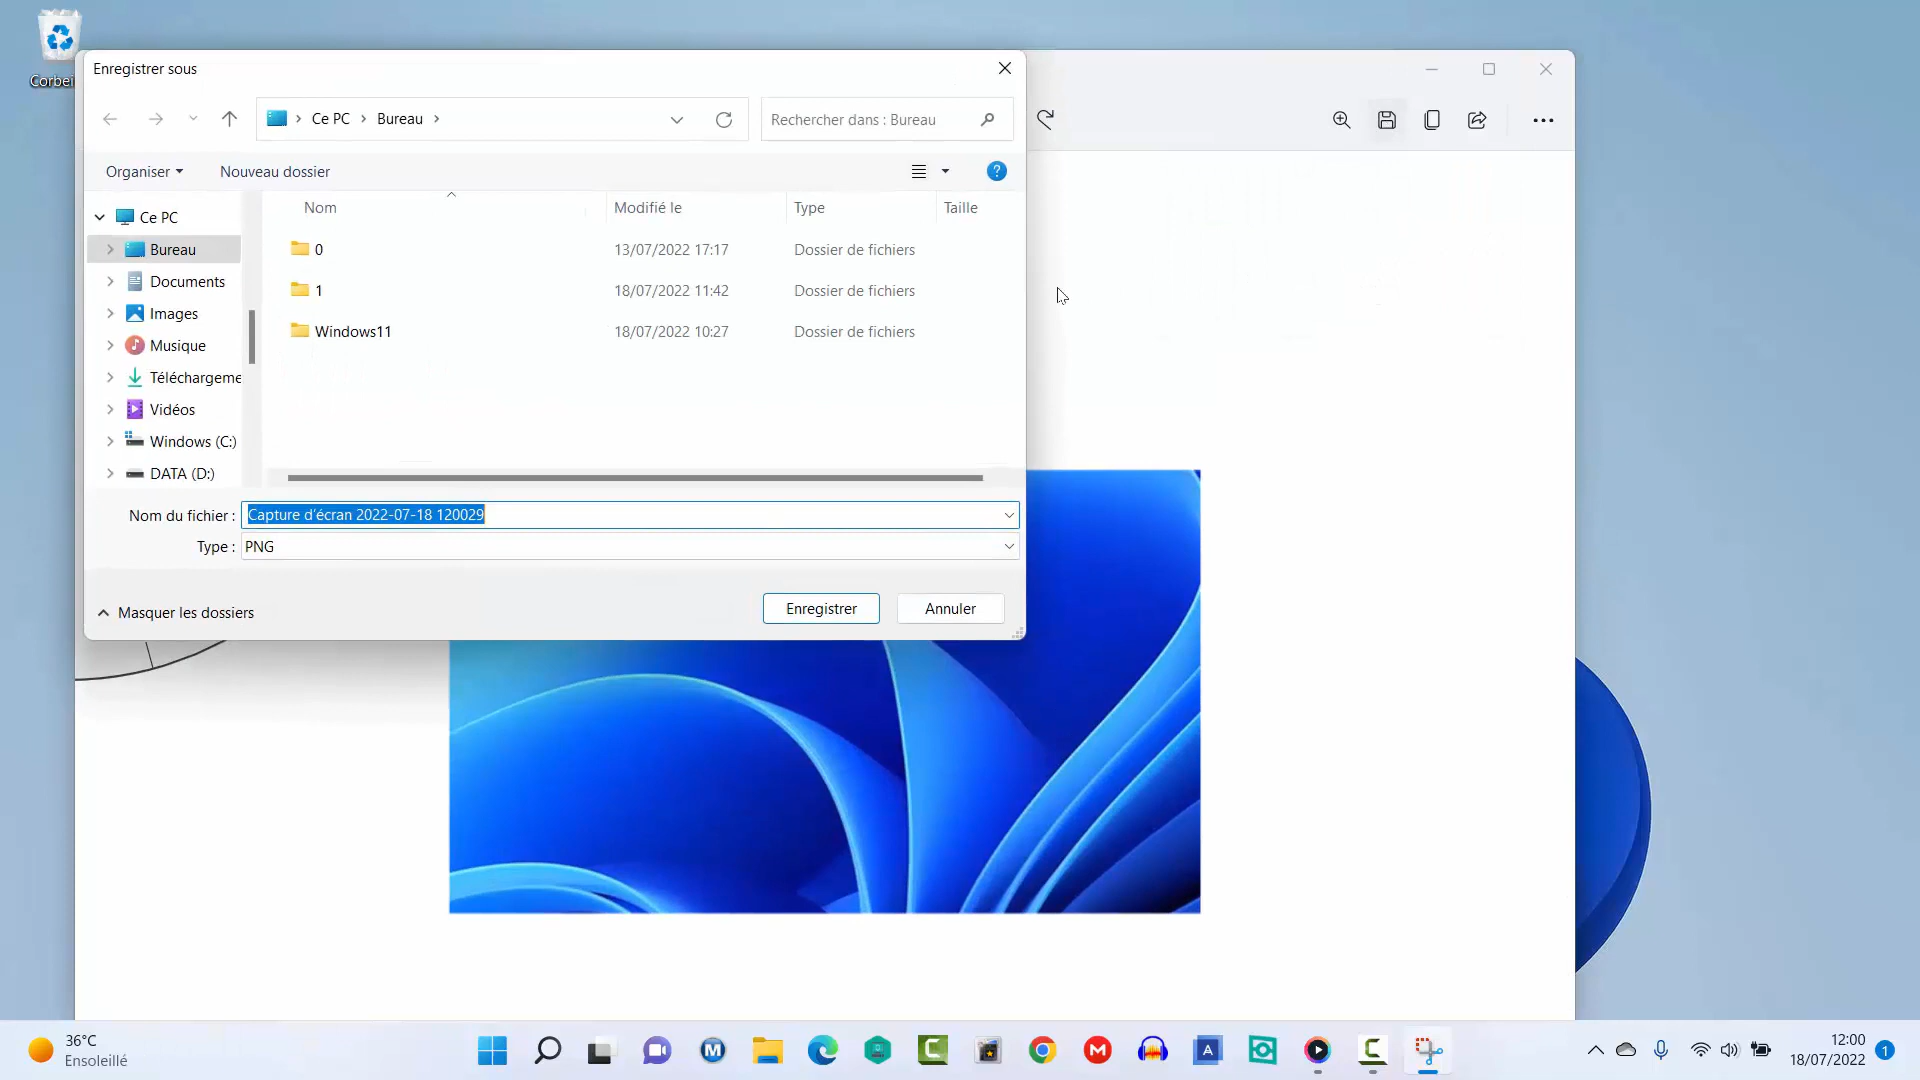 Corbei
Enregistrer sous
Ce PC
Bureau
Rechercher dans : Bureau
Organiser
Nouveau dossier
?
Nom
Modifié le
Type
Taille
Ce PC
Bureau
Documents
Images
Musique
Téléchargeme
Vidéos
Windows (C:)
DATA (D:)
0
13/07/2022 17:17
Dossier de fichiers
1
18/07/2022 11:42
Dossier de fichiers
Windows11
18/07/2022 10:27
Dossier de fichiers
Nom du fichier :
Capture d’écran 2022-07-18 120029
Type :
PNG
Masquer les dossiers
Enregistrer
Annuler
36°C
Ensoleillé
M
C
M
A
C
12:00
18/07/2022
1